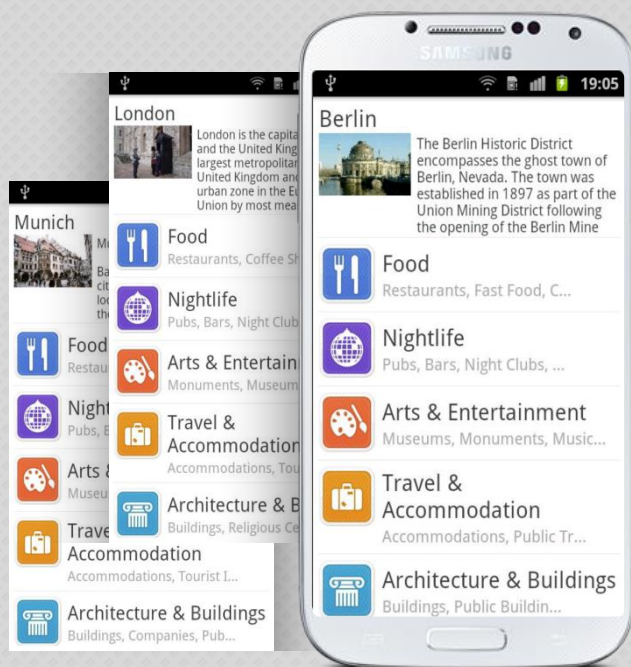 Munich
Mu
Ba
cit
loc
the
Food
Restau
Night
Pubs, B
Arts &
Museu
Trave
Accommodation
Accommodations, Tourist I...
Architecture & Buildings
Buildings, Companies, Pub...
London
London is the capita
and the United King
largest metropolitan
United Kingdom and
urban zone in the Eu
Union by most mea
Food
Restaurants, Coffee Sh
Nightlife
Pubs, Bars, Night Club
Arts & Entertain
Monuments, Museum
Travel &
Accommodation
Accommodations, Tou
Architecture & B
Buildings, Religious Ce
SAMSUNG
19:05
Berlin
The Berlin Historic District
encompasses the ghost town of
Berlin, Nevada. The town was
established in 1897 as part of the
Union Mining District following
the opening of the Berlin Mine
Food
Restaurants, Fast Food, C...
Nightlife
Pubs, Bars, Night Clubs, ...
Arts & Entertainment
Museums, Monuments, Music...
Travel &
Accommodation
Accommodations, Public Tr...
Architecture & Buildings
Buildings, Public Buildin...